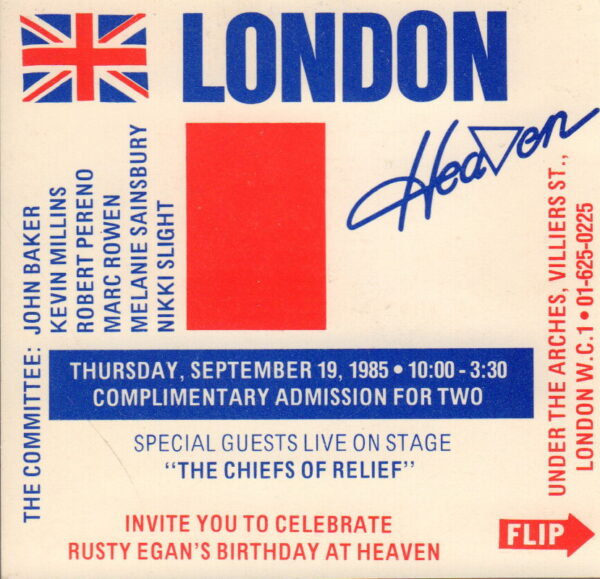 LONDON
Heaven
THE COMMITTEE: JOHN BAKER
KEVIN MILLINS
ROBERT PERENO
MARC ROWEN
MELANIE SAINSBURY
NIKKI SLIGHT
UNDER THE ARCHES, VILLIERS ST.,
LONDON W.C.1 • 01-625-0225
THURSDAY, SEPTEMBER 19, 1985 • 10:00 - 3:30
COMPLIMENTARY ADMISSION FOR TWO
SPECIAL GUESTS LIVE ON STAGE
"THE CHIEFS OF RELIEF"
INVITE YOU TO CELEBRATE
RUSTY EGAN'S BIRTHDAY AT HEAVEN
FLIP